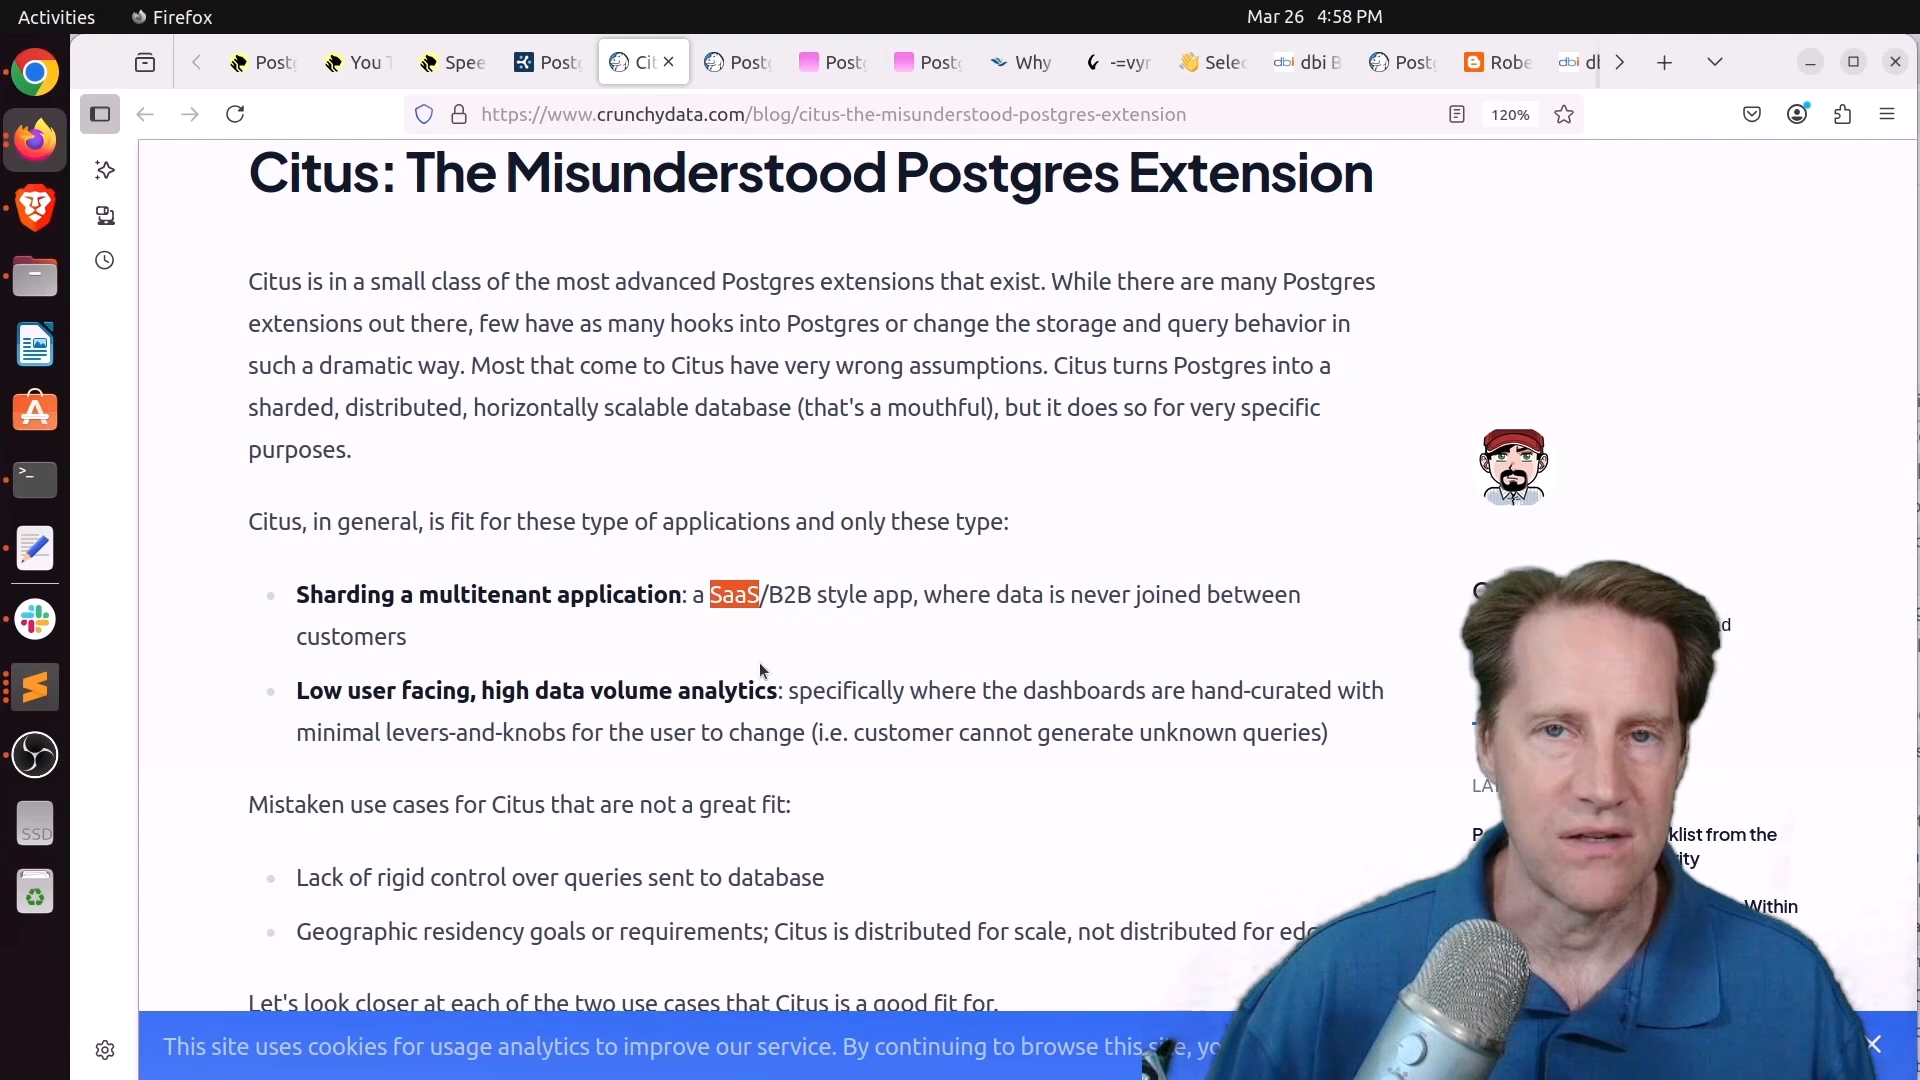 Activities
Firefox
Mar 26 4:58 PM
Postg
You T
Spee
Postg
Cit
Postg
Postg
Postg
Why
-=vyr
Selec
dbi dbi B
Postg
Robe
dbi
https://www.crunchydata.com/blog/citus-the-misunderstood-postgres-extension
120%
Citus: The Misunderstood Postgres Extension
Citus is in a small class of the most advanced Postgres extensions that exist. While there are many Postgres
extensions out there, few have as many hooks into Postgres or change the storage and query behavior in
such a dramatic way. Most that come to Citus have very wrong assumptions. Citus turns Postgres into a
sharded, distributed, horizontally scalable database (that's a mouthful), but it does so for very specific
purposes.
Citus, in general, is fit for these type of applications and only these type:
Sharding a multitenant application: a SaaS/B2B style app, where data is never joined between
customers
Low user facing, high data volume analytics: specifically where the dashboards are hand-curated with
minimal levers-and-knobs for the user to change (i.e. customer cannot generate unknown queries)
Mistaken use cases for Citus that are not a great fit:
Lack of rigid control over queries sent to database
Geographic residency goals or requirements; Citus is distributed for scale, not distributed for
Let's look closer at each of the two use cases that Citus is a good fit for.
klist from the
Within
SSD
This site uses cookies for usage analytics to improve our service. By continuing to browse this site,